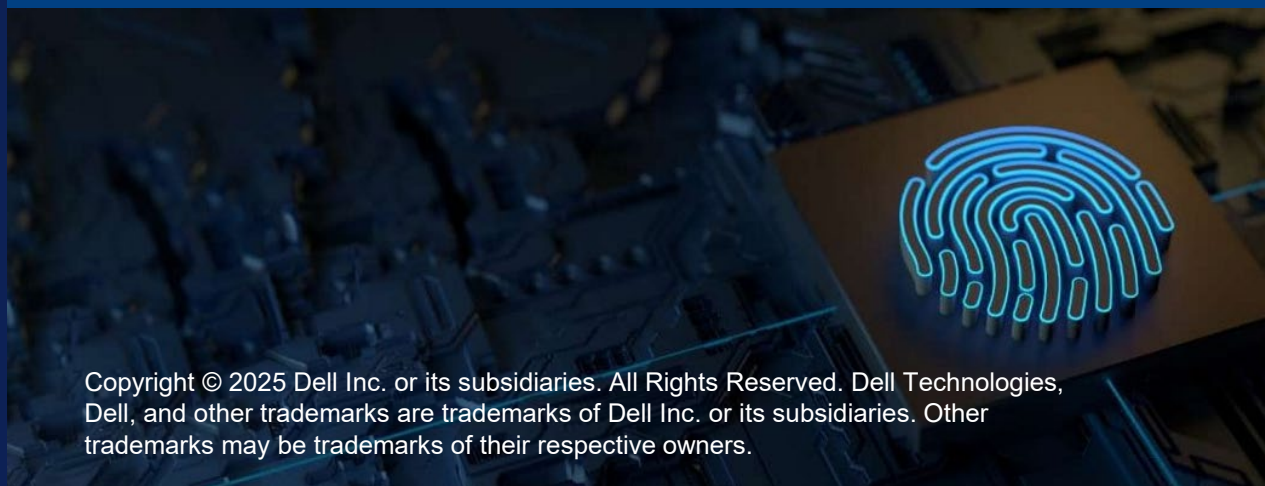 Copyright © 2025 Dell Inc. or its subsidiaries. All Rights Reserved. Dell Technologies,
Dell, and other trademarks are trademarks of Dell Inc. or its subsidiaries. Other
trademarks may be trademarks of their respective owners.